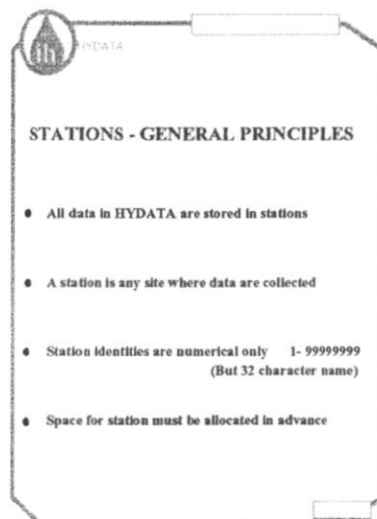 ih
HYDATA
STATIONS - GENERAL PRINCIPLES
• All data in HYDATA are stored in stations
• A station is any site where data are collected
• Station identities are numerical only 1- 99999999
(But 32 character name)
• Space for station must be allocated in advance